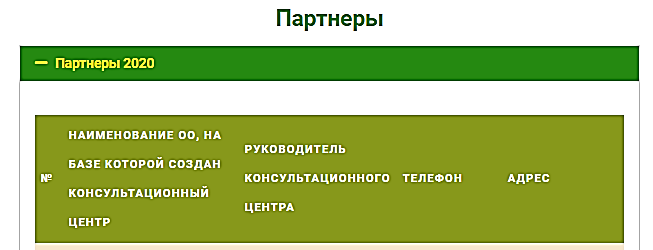 Партнеры
Партнеры 2020
№
НАИМЕНОВАНИЕ ОО, НА
БАЗЕ КОТОРОЙ СОЗДАН
КОНСУЛЬТАЦИОННЫЙ
ЦЕНТР
РУКОВОДИТЕЛЬ
КОНСУЛЬТАЦИОННОГО
ЦЕНТРА
ТЕЛЕФОН
АДРЕС